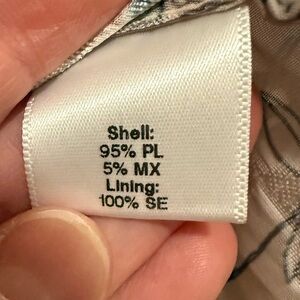 Shell:
95% PL
5% MX
Lining:
100% SE